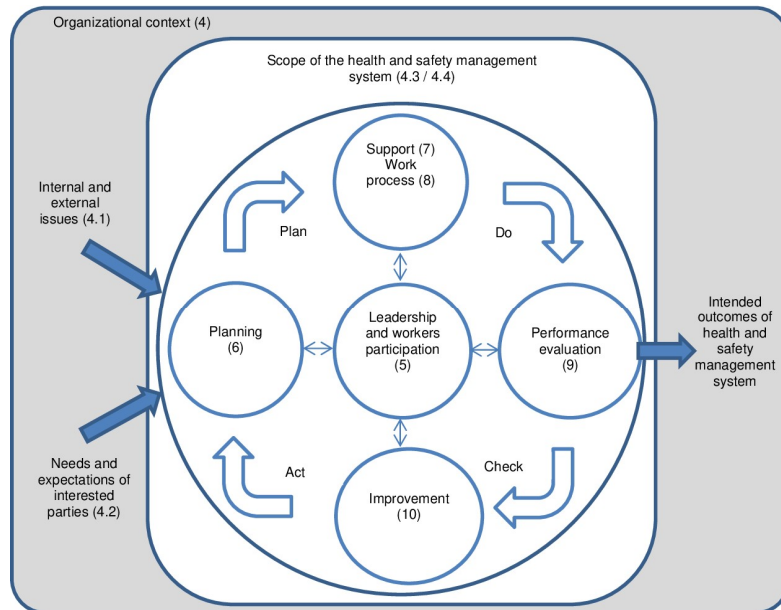 Organizational context (4)
Scope of the health and safety management
system (4.3 / 4.4)
Support (7)
Work
process (8)
Internal and
external
issues (4.1)
Plan
Do
Planning
(6)
Leadership
and workers
participation
(5)
Performance
evaluation
(9)
Intended
outcomes of
health and
safety
management
system
Needs and
expectations of
interested
parties (4.2)
Act
Check
Improvement
(10)